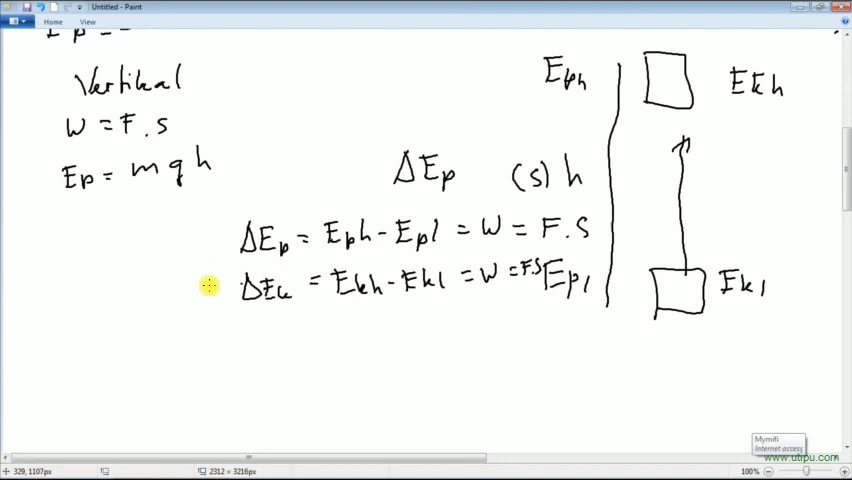 Untitled - Paint
Home View
Vertikal
W = F.s
Ep = mgh
Eph
Ekh
ΔEp (s) h
ΔEp = Eph - Epl = W = F.S
ΔEk = Ekh - Ekl = W = F.S
Epl
Ekl
Mymifi
Internet access
www.utipu.com
329, 1107px
2312 × 3216px
100%